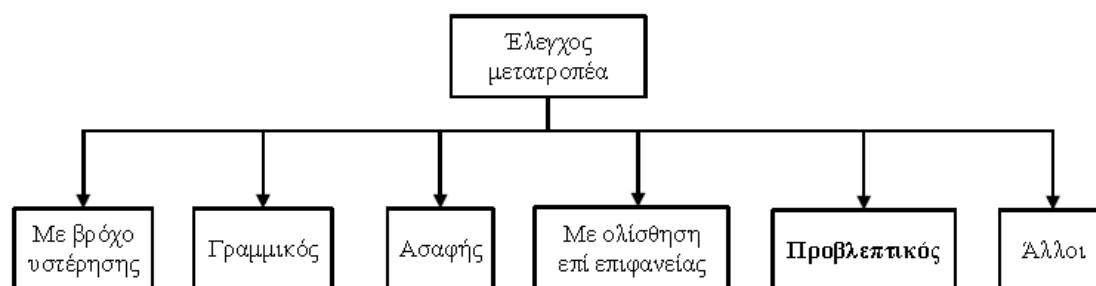 Έλεγχος
μετατροπέα
Με βρόχο
υστέρησης
Γραμμικός
Ασαφής
Με ολίσθηση
επί επιφανείας
Προβλεπτικός
Άλλοι